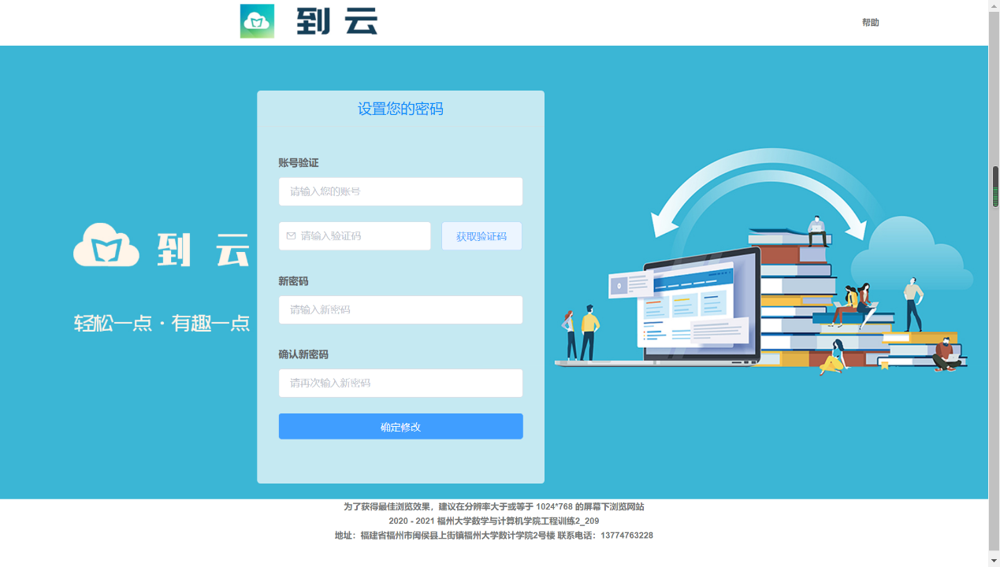 到 云
帮助
设置您的密码
账号验证
请输入您的账号
请输入验证码
获取验证码
新密码
请输入新密码
确认新密码
请再次输入新密码
确定修改
到 云
轻松一点·有趣一点
为了获得最佳浏览效果，建议在分辨率大于或等于 1024*768 的屏幕下浏览网站
2020 - 2021 福州大学数学与计算机学院工程训练2_209
地址：福建省福州市闽侯县上街镇福州大学数计学院2号楼 联系电话：13774763228